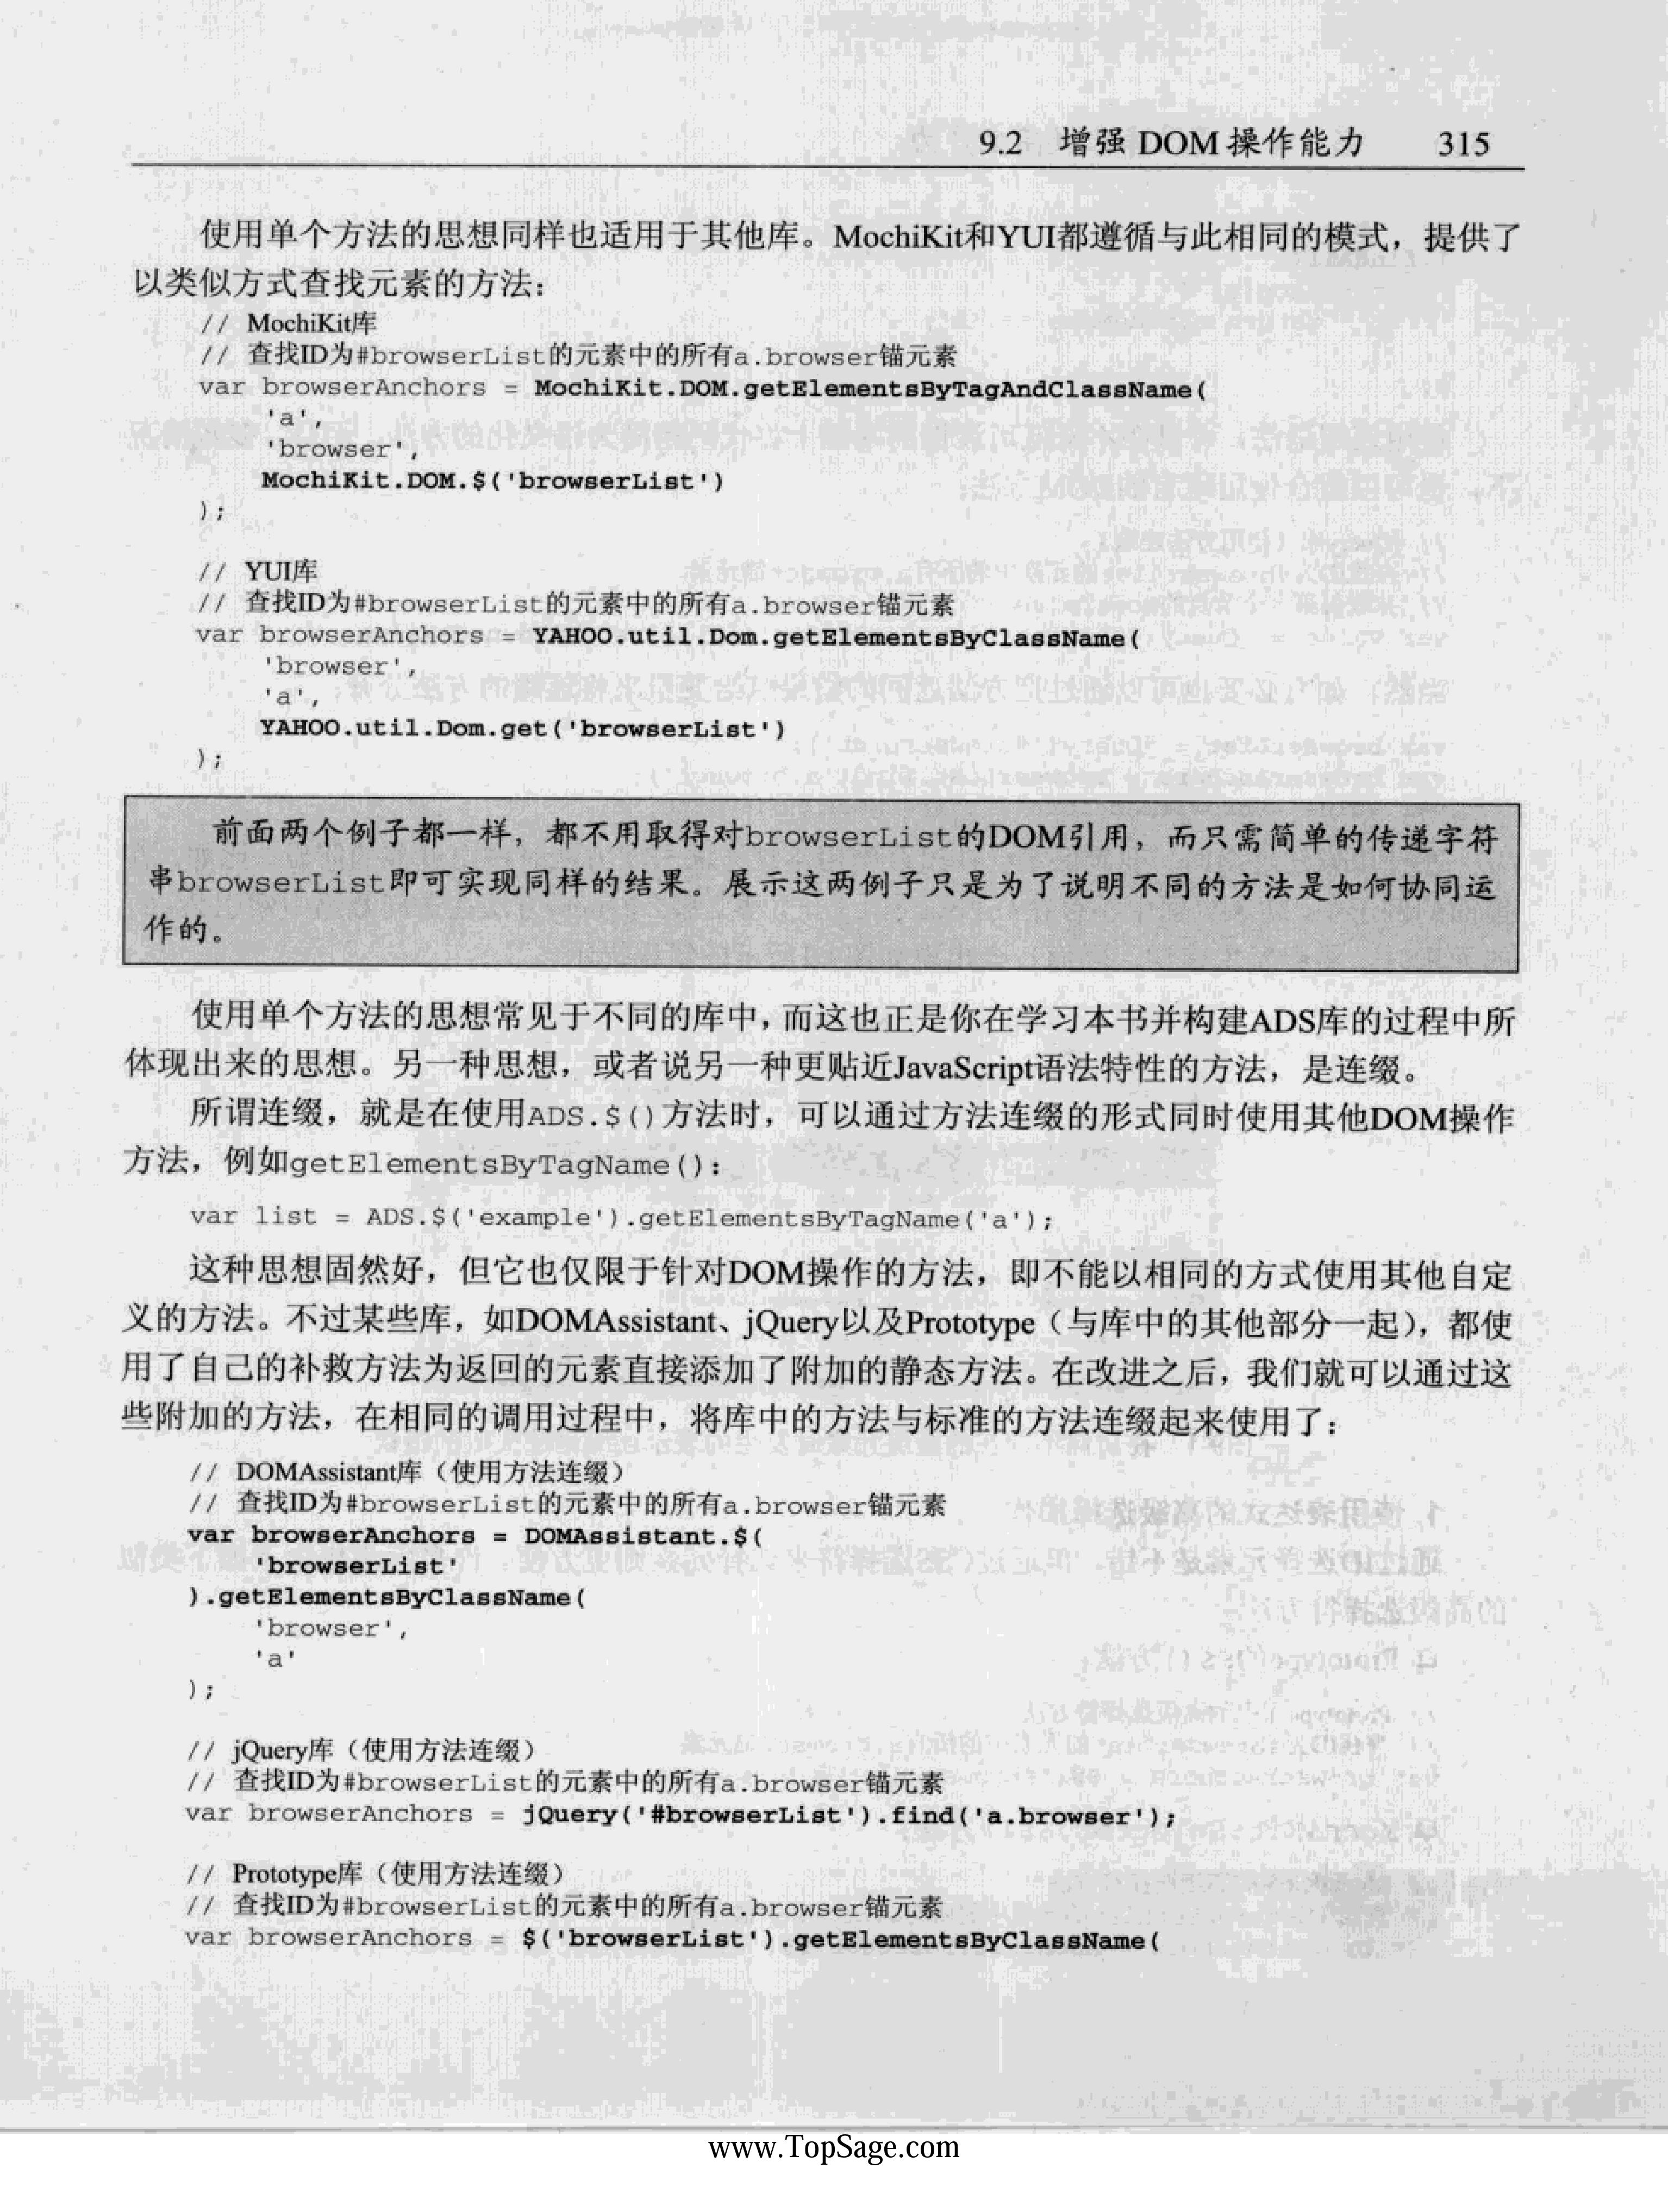 9.2 增强 DOM 操作能力 315
使用单个方法的思想同样也适用于其他库。MochiKit和YUI都遵循与此相同的模式，提供了
以类似方式查找元素的方法：
// MochiKit库
// 查找ID为#browserList的元素中的所有a.browser锚元素
var browserAnchors = MochiKit.DOM.getElementsByTagAndClassName(
'a',
'browser',
MochiKit.DOM.$('browserList')
);
// YUI库
// 查找ID为#browserList的元素中的所有a.browser锚元素
var browserAnchors = YAHOO.util.Dom.getElementsByClassName(
'browser',
'a',
YAHOO.util.Dom.get('browserList')
);
前面两个例子都一样，都不用取得对browserList的DOM引用，而只需简单的传递字符
串browserList即可实现同样的结果。展示这两例子只是为了说明不同的方法是如何协同运
作的。
使用单个方法的思想常见于不同的库中，而这也正是你在学习本书并构建ADS库的过程中所
体现出来的思想。另一种思想，或者说另一种更贴近JavaScript语法特性的方法，是连缀。
所谓连缀，就是在使用ADS.$()方法时，可以通过方法连缀的形式同时使用其他DOM操作
方法，例如getElementsByTagName()：
var list = ADS.$('example').getElementsByTagName('a');
这种思想固然好，但它也仅限于针对DOM操作的方法，即不能以相同的方式使用其他自定
义的方法。不过某些库，如DOMAssistant、jQuery以及Prototype（与库中的其他部分一起），都使
用了自己的补救方法为返回的元素直接添加了附加的静态方法。在改进之后，我们就可以通过这
些附加的方法，在相同的调用过程中，将库中的方法与标准的方法连缀起来使用了：
// DOMAssistant库（使用方法连缀）
// 查找ID为#browserList的元素中的所有a.browser锚元素
var browserAnchors = DOMAssistant.$(
'browserList'
).getElementsByClassName(
'browser',
'a'
);
// jQuery库（使用方法连缀）
// 查找ID为#browserList的元素中的所有a.browser锚元素
var browserAnchors = jQuery('#browserList').find('a.browser');
// Prototype库（使用方法连缀）
// 查找ID为#browserList的元素中的所有a.browser锚元素
var browserAnchors = $('browserList').getElementsByClassName(
www.TopSage.com